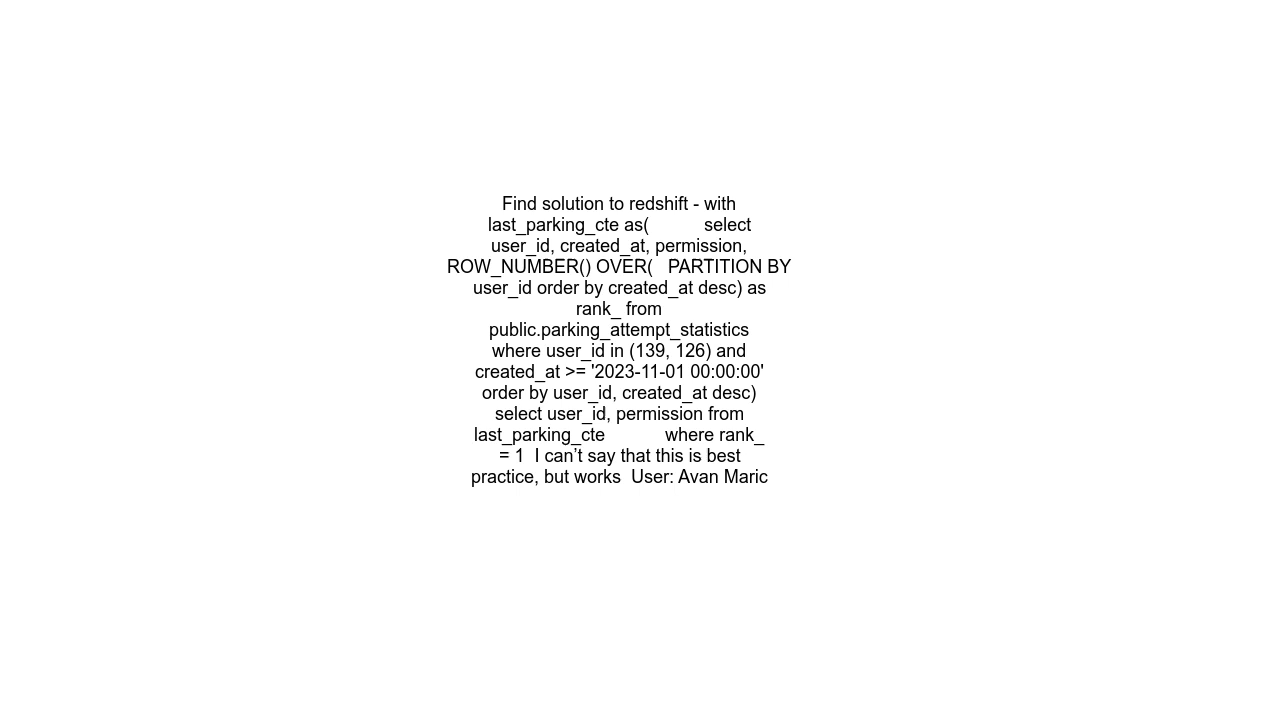 Find solution to redshift - with
last_parking_cte as(           select
user_id, created_at, permission,
ROW_NUMBER() OVER(   PARTITION BY
user_id order by created_at desc) as
rank_ from
public.parking_attempt_statistics
where user_id in (139, 126) and
created_at >= '2023-11-01 00:00:00'
order by user_id, created_at desc)
select user_id, permission from
last_parking_cte            where rank_
= 1  I can’t say that this is best
practice, but works  User: Avan Maric